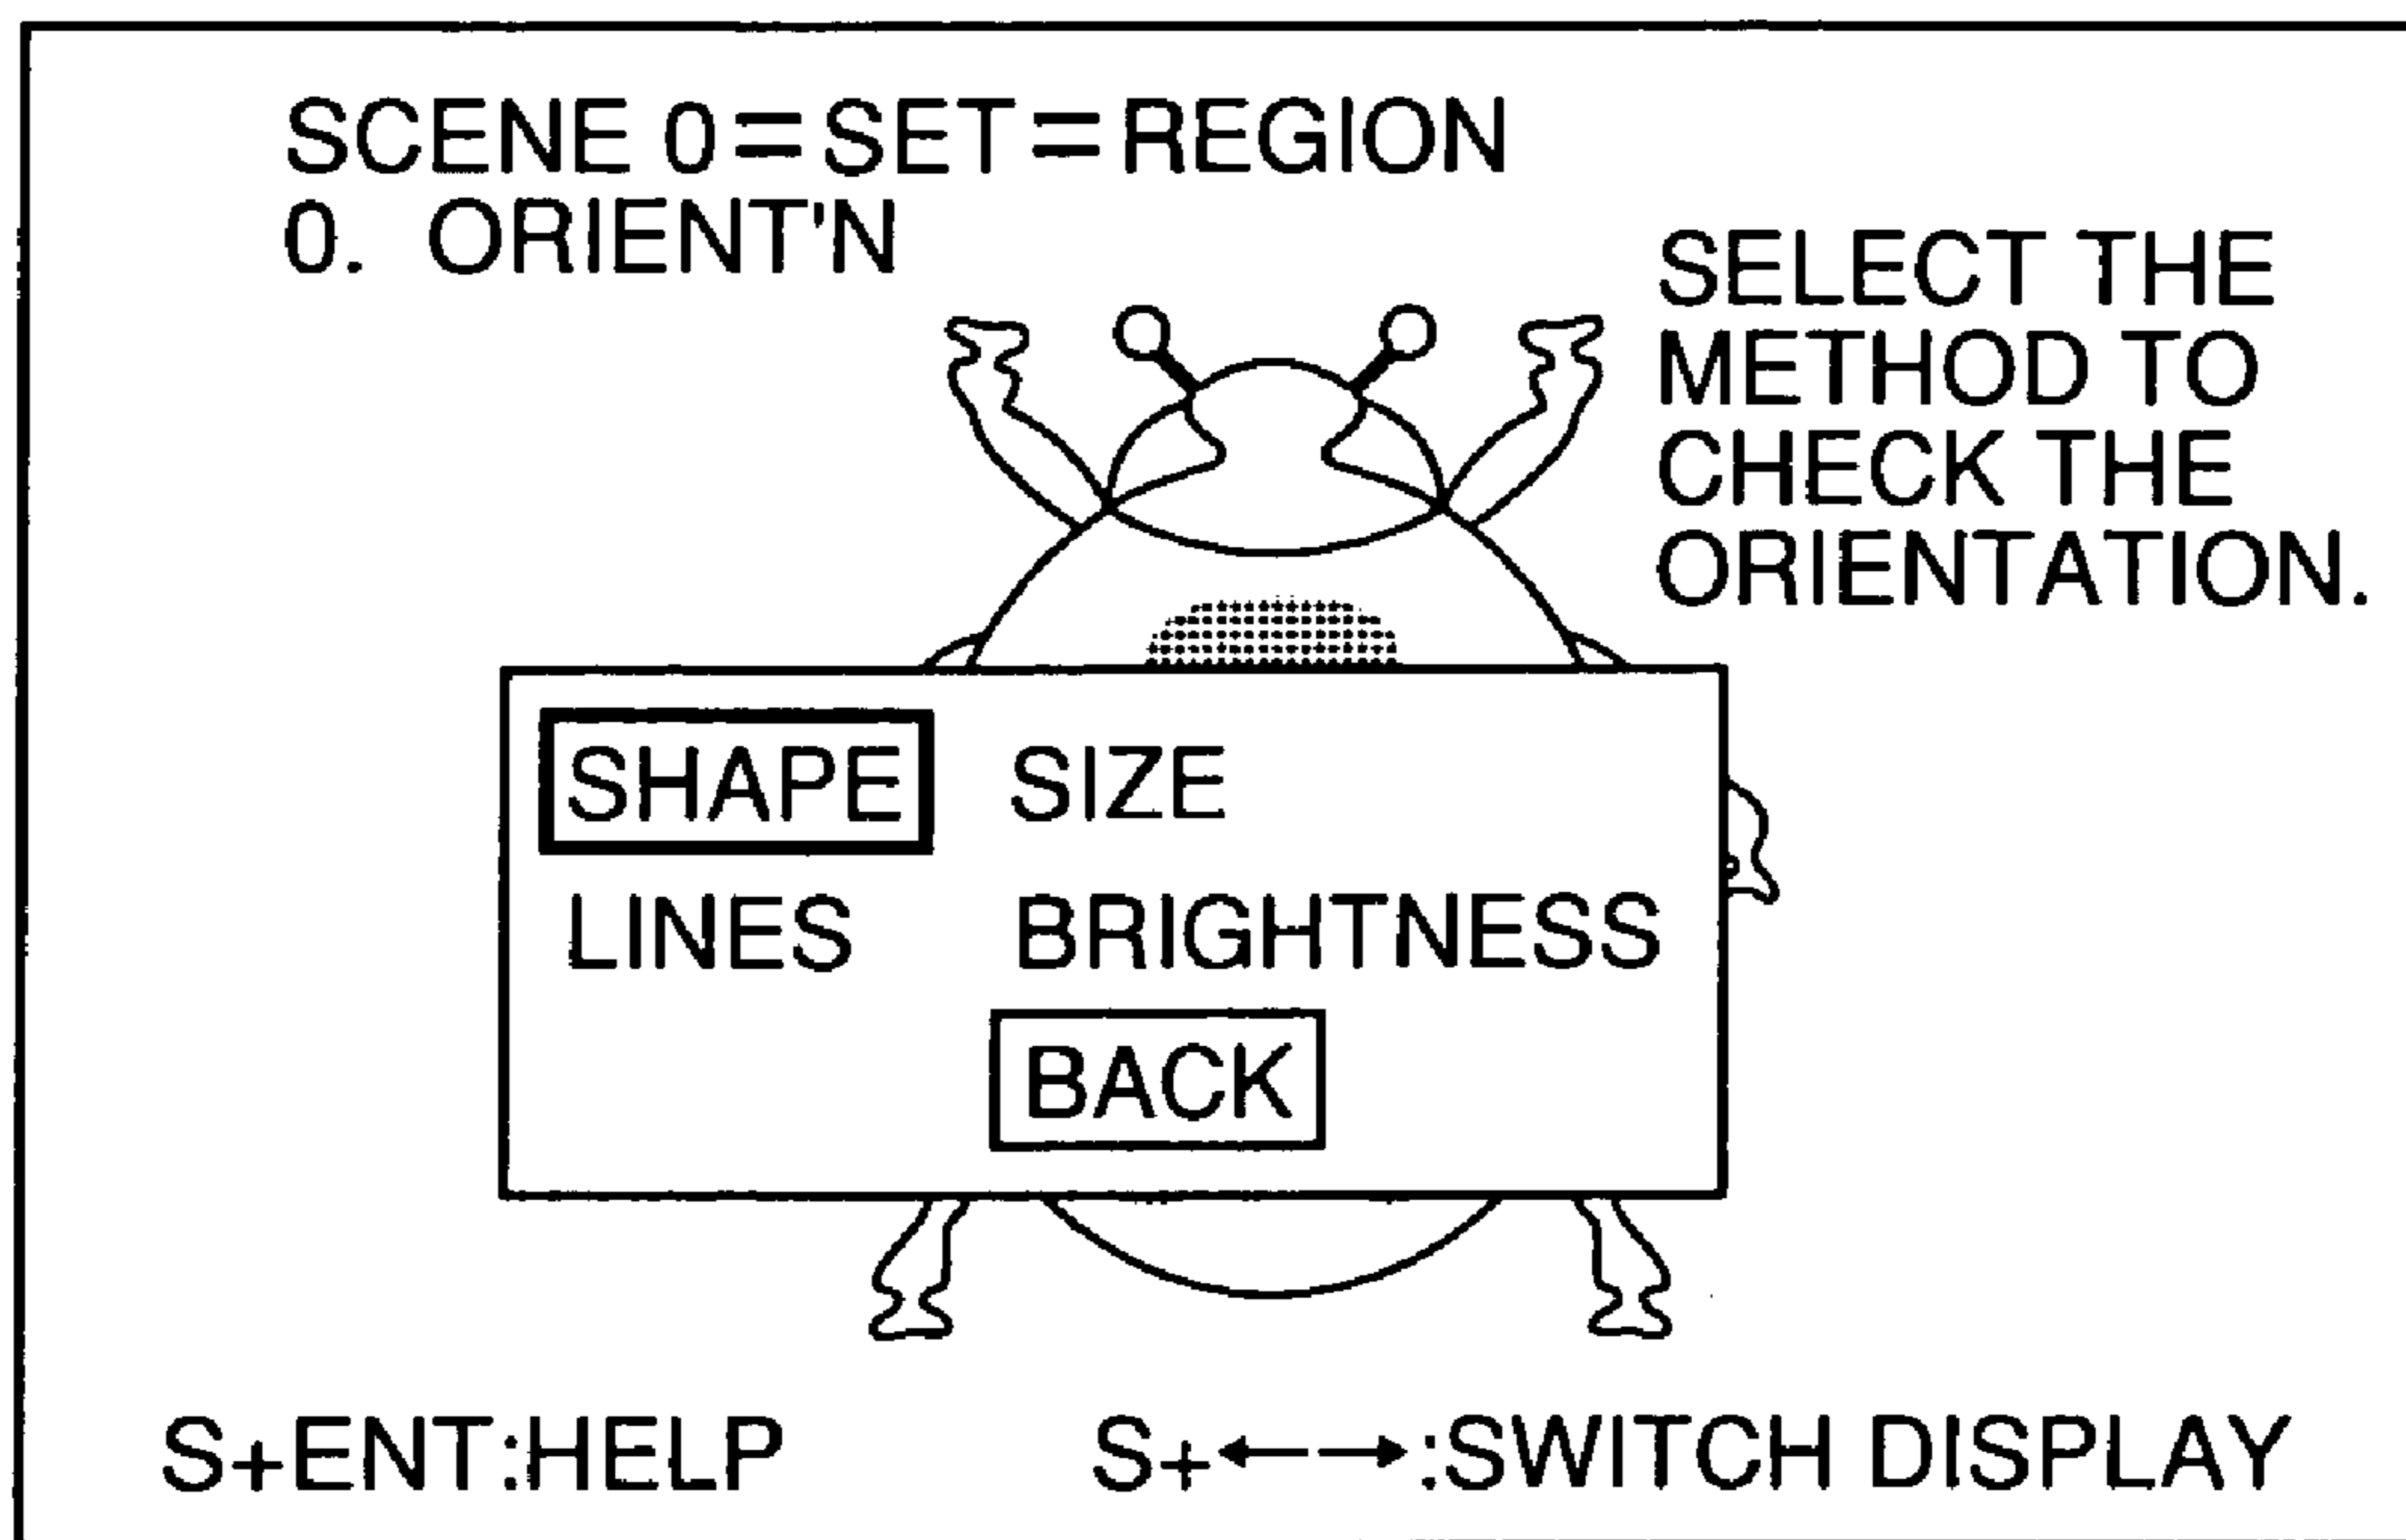 SCENE 0=SET=REGION
0. ORIENT'N
SELECT THE
METHOD TO
CHECK THE
ORIENTATION.
SHAPE SIZE
LINES BRIGHTNESS
BACK
S+ENT:HELP S+←→:SWITCH DISPLAY